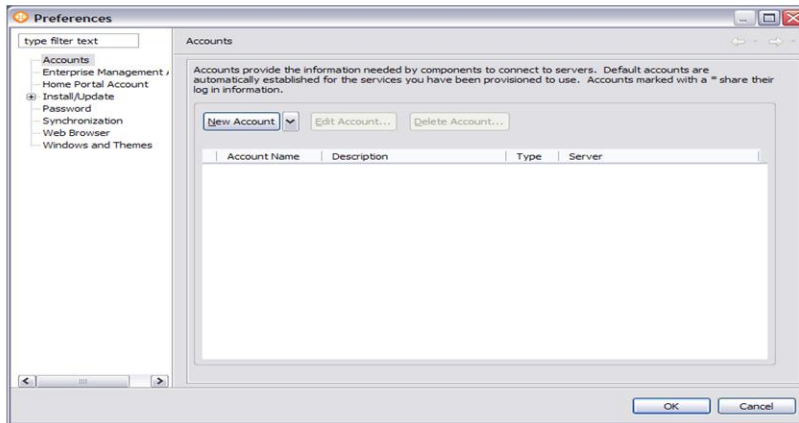 Preferences
type filter text
Accounts
Enterprise Management
Home Portal Account
Install/Update
Password
Synchronization
Web Browser
Windows and Themes
Accounts
Accounts provide the information needed by components to connect to servers. Default accounts are
automatically established for the services you have been provisioned to use. Accounts marked with a * share their
log in information.
New Account
Edit Account...
Delete Account...
Account Name
Description
Type
Server
OK
Cancel